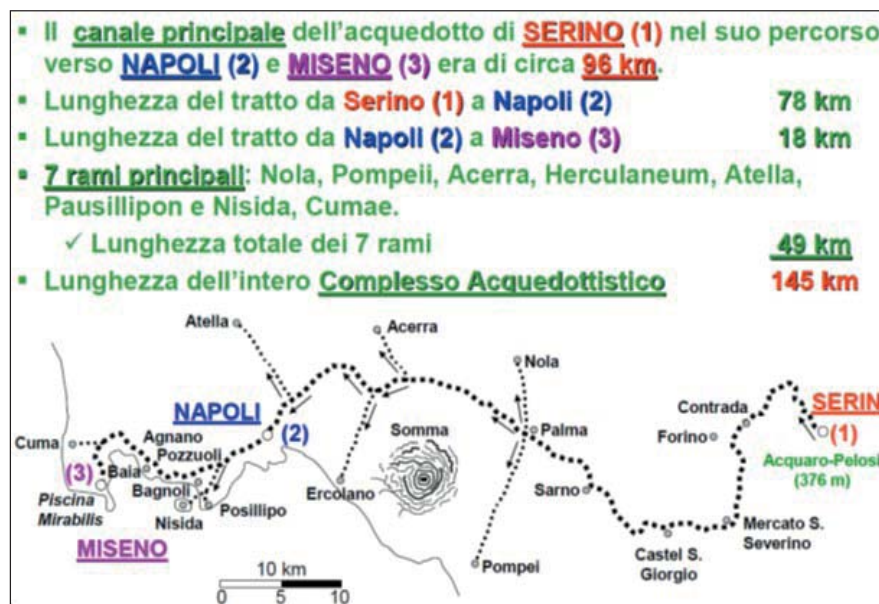 ▪ Il canale principale dell'acquedotto di SERINO (1) nel suo percorso
verso NAPOLI (2) e MISENO (3) era di circa 96 km.
▪ Lunghezza del tratto da Serino (1) a Napoli (2) 78 km
▪ Lunghezza del tratto da Napoli (2) a Miseno (3) 18 km
▪ 7 rami principali: Nola, Pompeii, Acerra, Herculaneum, Atella,
Pausillipon e Nisida, Cumae.
✓ Lunghezza totale dei 7 rami 49 km
▪ Lunghezza dell'intero Complesso Acquedottistico 145 km
Atella
Acerra
Nola
NAPOLI
(2)
Somma
Palma
Contrada
SERIN
(1)
Forino
Acquaro-Pelosi
(376 m)
Cuma
Agnano
Pozzuoli
(3)
Baia
Bagnoli
Piscina
Mirabilis
Nisida
Posillipo
Ercolano
Sarno
Mercato S.
Severino
Castel S.
Giorgio
MISENO
Pompei
10 km
0 5 10